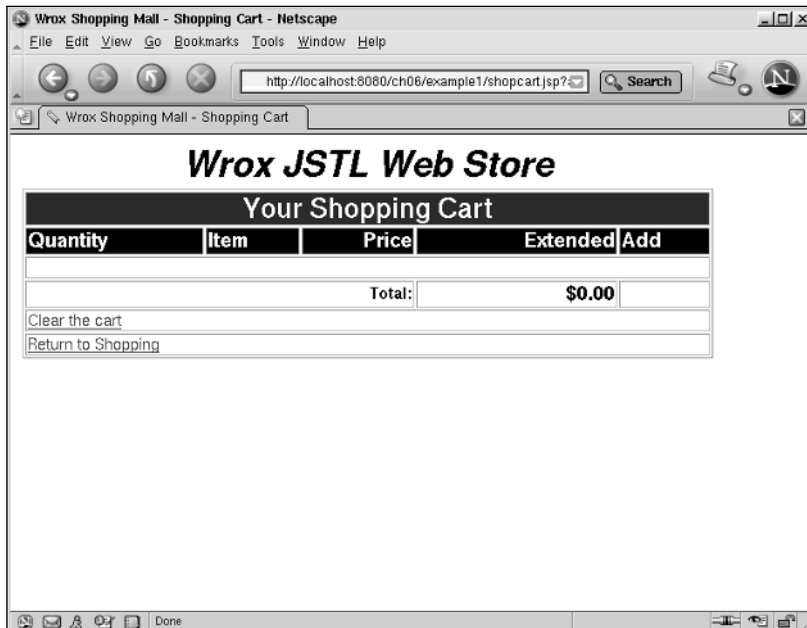 Wrox Shopping Mall - Shopping Cart - Netscape
File Edit View Go Bookmarks Tools Window Help
http://localhost:8080/ch06/example1/shopcart.jsp? Search N
Wrox Shopping Mall - Shopping Cart
Wrox JSTL Web Store
Your Shopping Cart
Quantity Item Price Extended Add
Total: $0.00
Clear the cart
Return to Shopping
Done